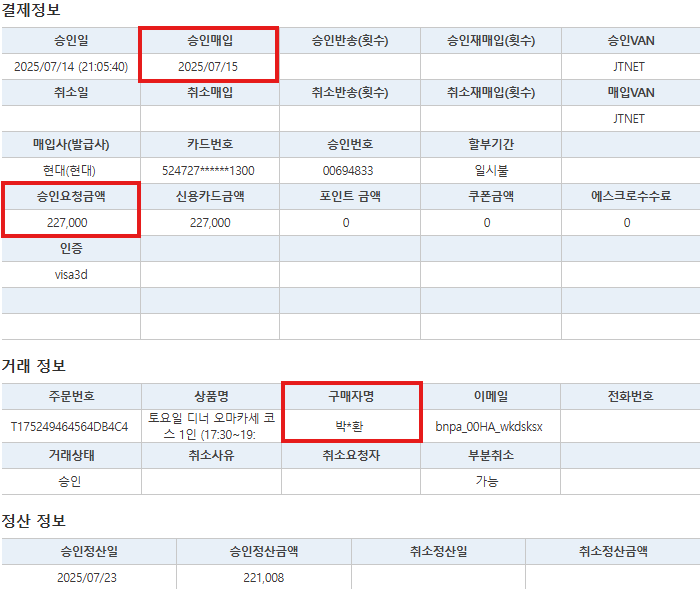 결제정보
승인일 승인매입 승인반송(횟수) 승인재매입(횟수) 승인VAN
2025/07/14 (21:05:40) 2025/07/15 JTNET
취소일 취소매입 취소반송(횟수) 취소재매입(횟수) 매입VAN
JTNET
매입사(발급사) 카드번호 승인번호 할부기간
현대(현대) 524727******1300 00694833 일시불
승인요청금액 신용카드금액 포인트 금액 쿠폰금액 에스크로수수료
227,000 227,000 0 0 0
인증
visa3d
거래 정보
주문번호 상품명 구매자명 이메일 전화번호
T175249464564DB4C4 토요일 디너 오마카세 코스 1인 (17:30~19: 박*환 bnpa_00HA_wkdsksx
거래상태 취소사유 취소요청자 부분취소
승인 가능
정산 정보
승인정산일 승인정산금액 취소정산일 취소정산금액
2025/07/23 221,008